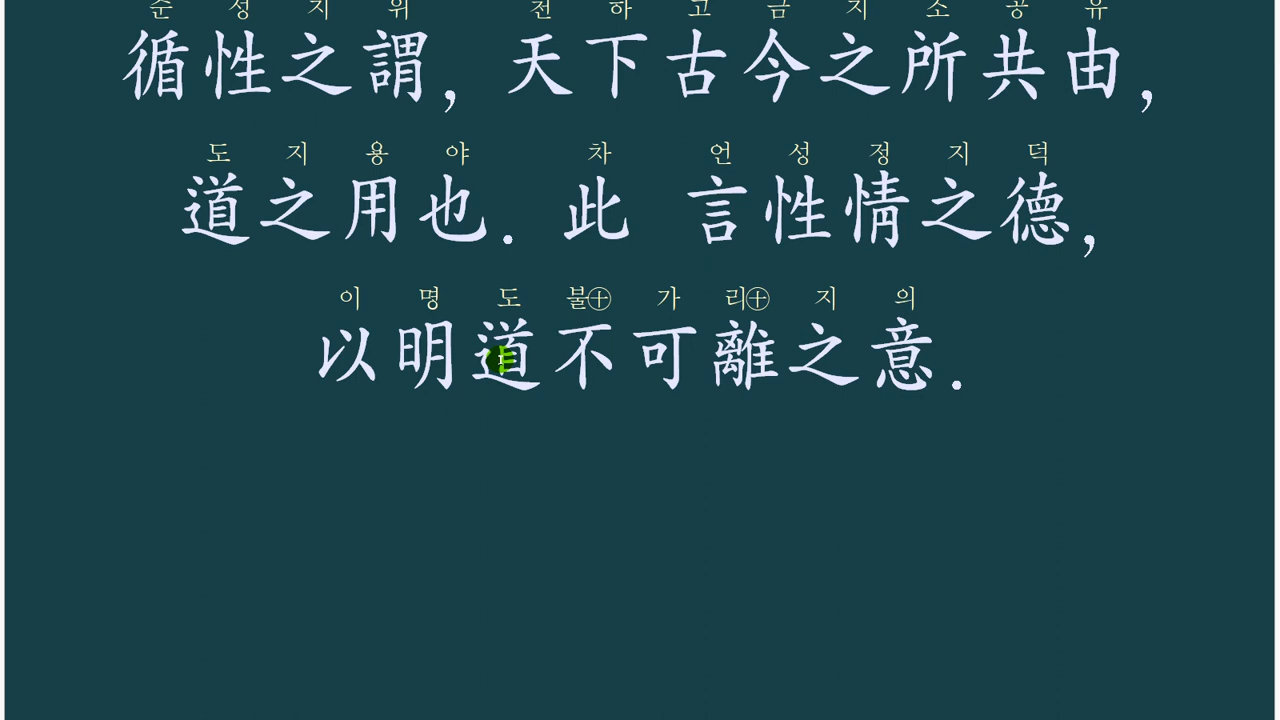 순 성 지 위 천 하 고 금 지 소 공 유
循性之謂, 天下古今之所共由,
도 지 용 야 차 언 성 정 지 덕
道之用也. 此 言性情之德,
이 명 도 불㊉ 가 리㊉ 지 의
以明道不可離之意.